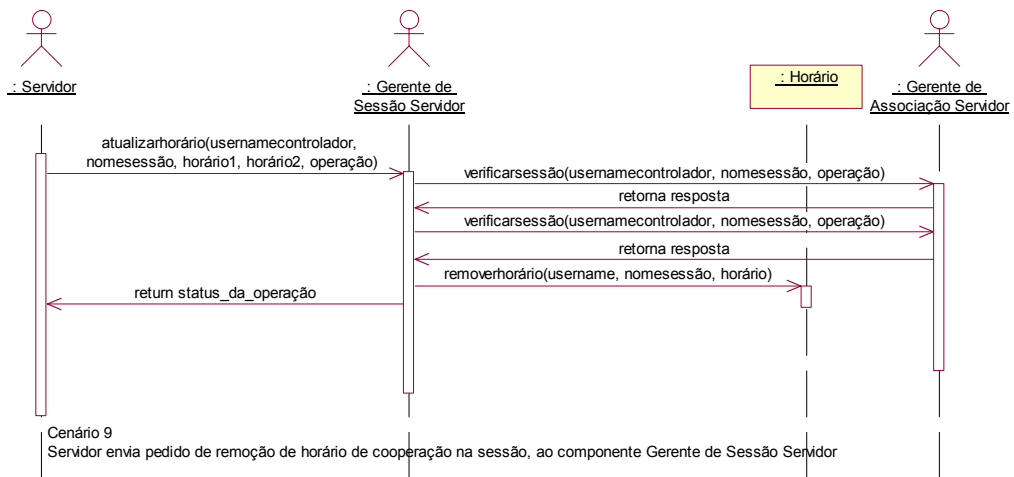 : Servidor
: Gerente de
Sessão Servidor
: Horário
: Gerente de
Associação Servidor
atualizarhorário(usernamecontrolador,
nomesessão, horário1, horário2, operação)
verificarsessão(usernamecontrolador, nomesessão, operação)
retorna resposta
verificarsessão(usernamecontrolador, nomesessão, operação)
retorna resposta
removerhorário(username, nomesessão, horário)
return status_da_operação
Cenário 9
Servidor envia pedido de remoção de horário de cooperação na sessão, ao componente Gerente de Sessão Servidor